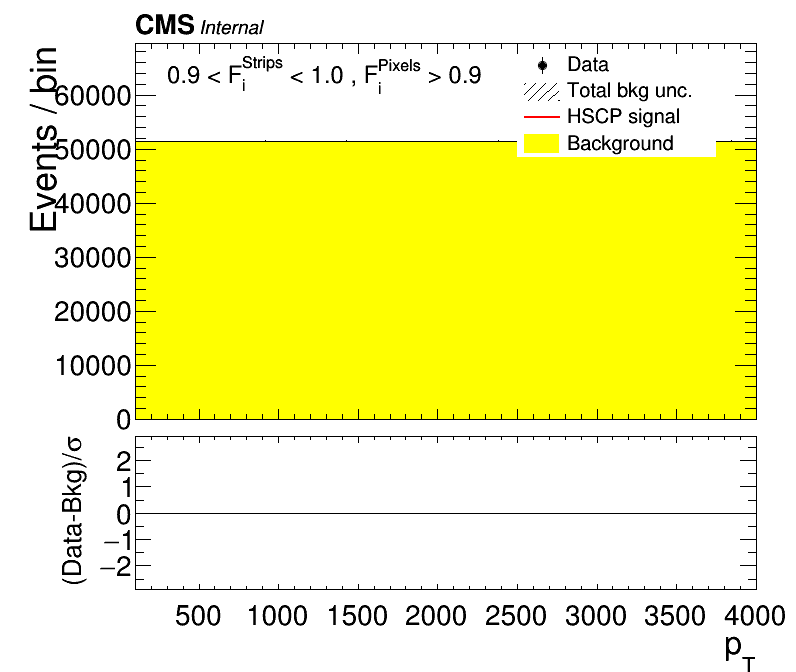 CMS Internal
0.9 < F_i^Strips < 1.0 , F_i^Pixels > 0.9
Data
Total bkg unc.
HSCP signal
Background
Events / bin
60000
50000
40000
30000
20000
10000
0
(Data-Bkg)/σ
2
1
0
−1
−2
500 1000 1500 2000 2500 3000 3500 4000
p_T